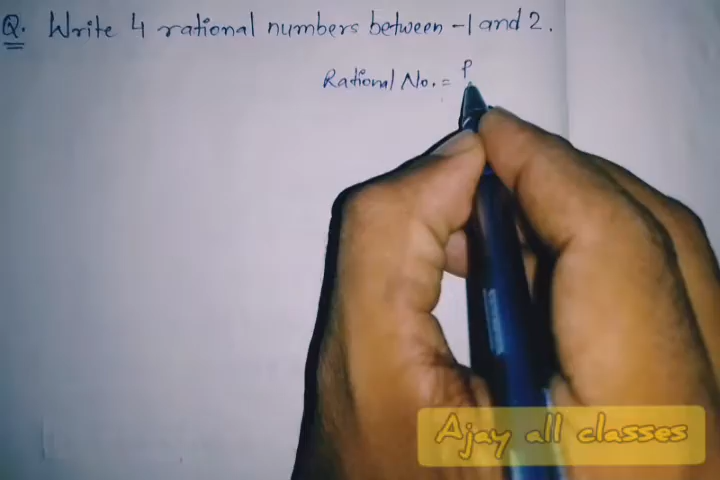 Q. Write 4 rational numbers between -1 and 2.
Rational No. = P
Ajay all classes